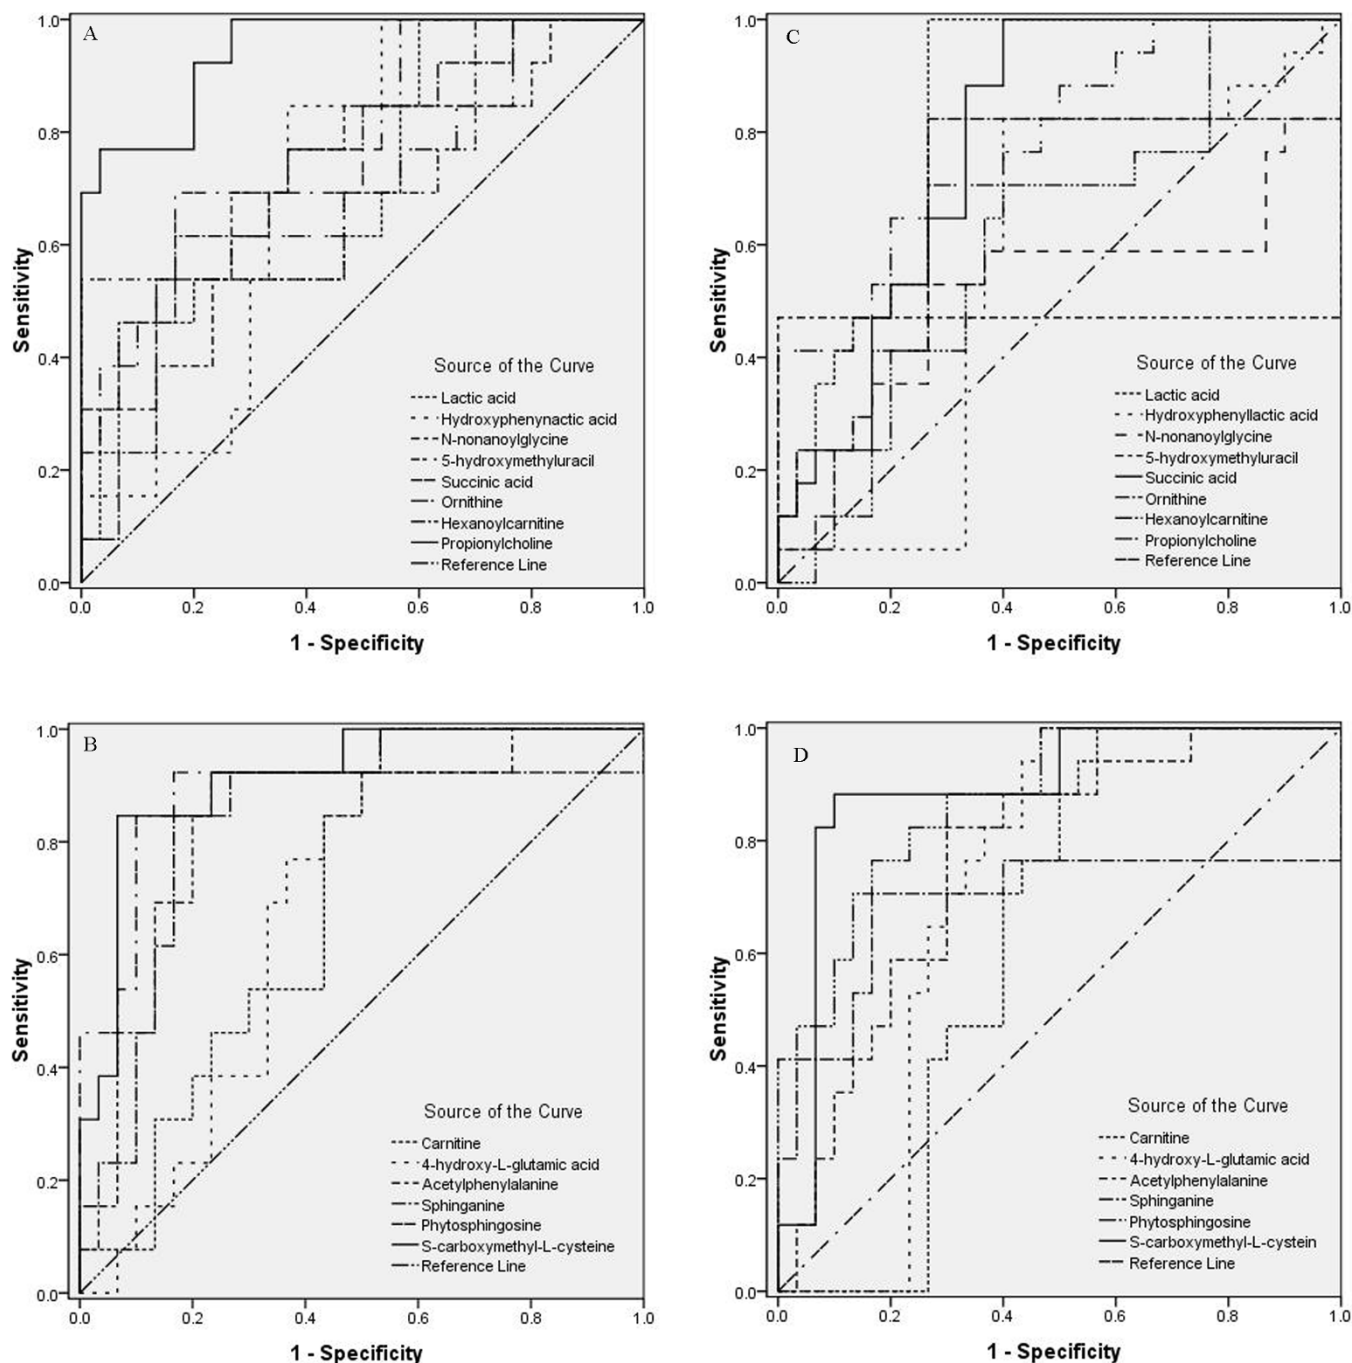 A
1.0
0.8
0.6
0.4
0.2
0.0
Sensitivity
Source of the Curve
Lactic acid
Hydroxyphenynactic acid
N-nonanoylglycine
5-hydroxymethyluracil
Succinic acid
Ornithine
Hexanoylcarnitine
Propionylcholine
Reference Line
0.0 0.2 0.4 0.6 0.8 1.0
1 - Specificity
C
1.0
0.8
0.6
0.4
0.2
0.0
Sensitivity
Source of the Curve
Lactic acid
Hydroxyphenyllactic acid
N-nonanoylglycine
5-hydroxymethyluracil
Succinic acid
Ornithine
Hexanoylcarnitine
Propionylcholine
Reference Line
0.0 0.2 0.4 0.6 0.8 1.0
1 - Specificity
B
1.0
0.8
0.6
0.4
0.2
0.0
Sensitivity
Source of the Curve
Carnitine
4-hydroxy-L-glutamic acid
Acetylphenylalanine
Sphinganine
Phytosphingosine
S-carboxymethyl-L-cysteine
Reference Line
0.0 0.2 0.4 0.6 0.8 1.0
1 - Specificity
D
1.0
0.8
0.6
0.4
0.2
0.0
Sensitivity
Source of the Curve
Carnitine
4-hydroxy-L-glutamic acid
Acetylphenylalanine
Sphinganine
Phytosphingosine
S-carboxymethyl-L-cystein
Reference Line
0.0 0.2 0.4 0.6 0.8 1.0
1 - Specificity